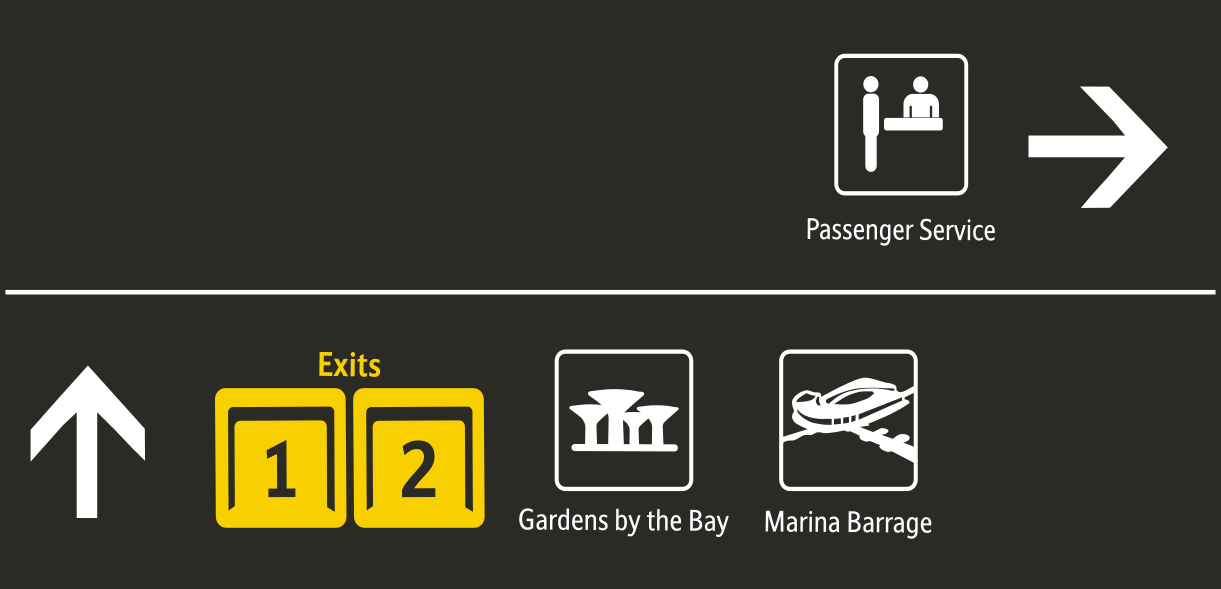 Passenger Service
Exits
1 2
Gardens by the Bay
Marina Barrage